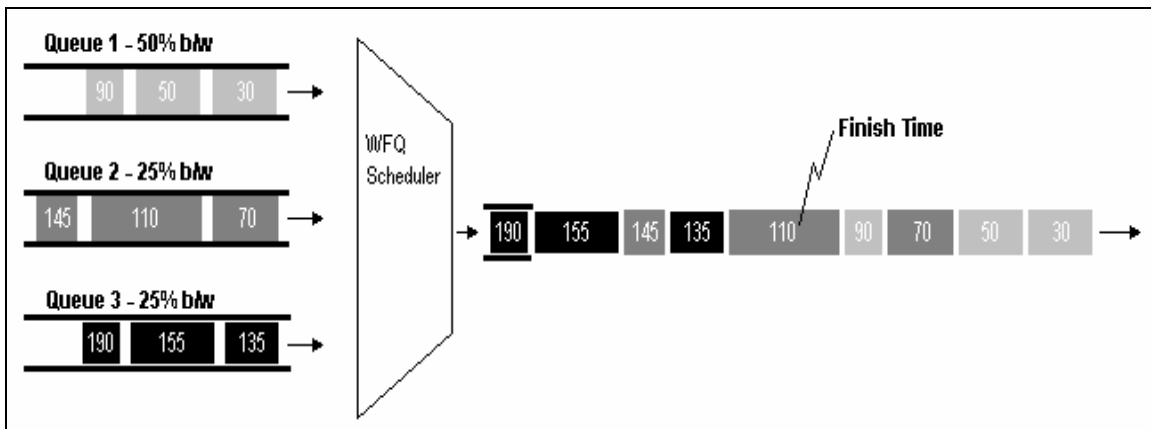 Queue 1 - 50% b/w
90 50 30
Queue 2 - 25% b/w
145 110 70
Queue 3 - 25% b/w
190 155 135
WFQ
Scheduler
Finish Time
190 155 145 135 110 90 70 50 30